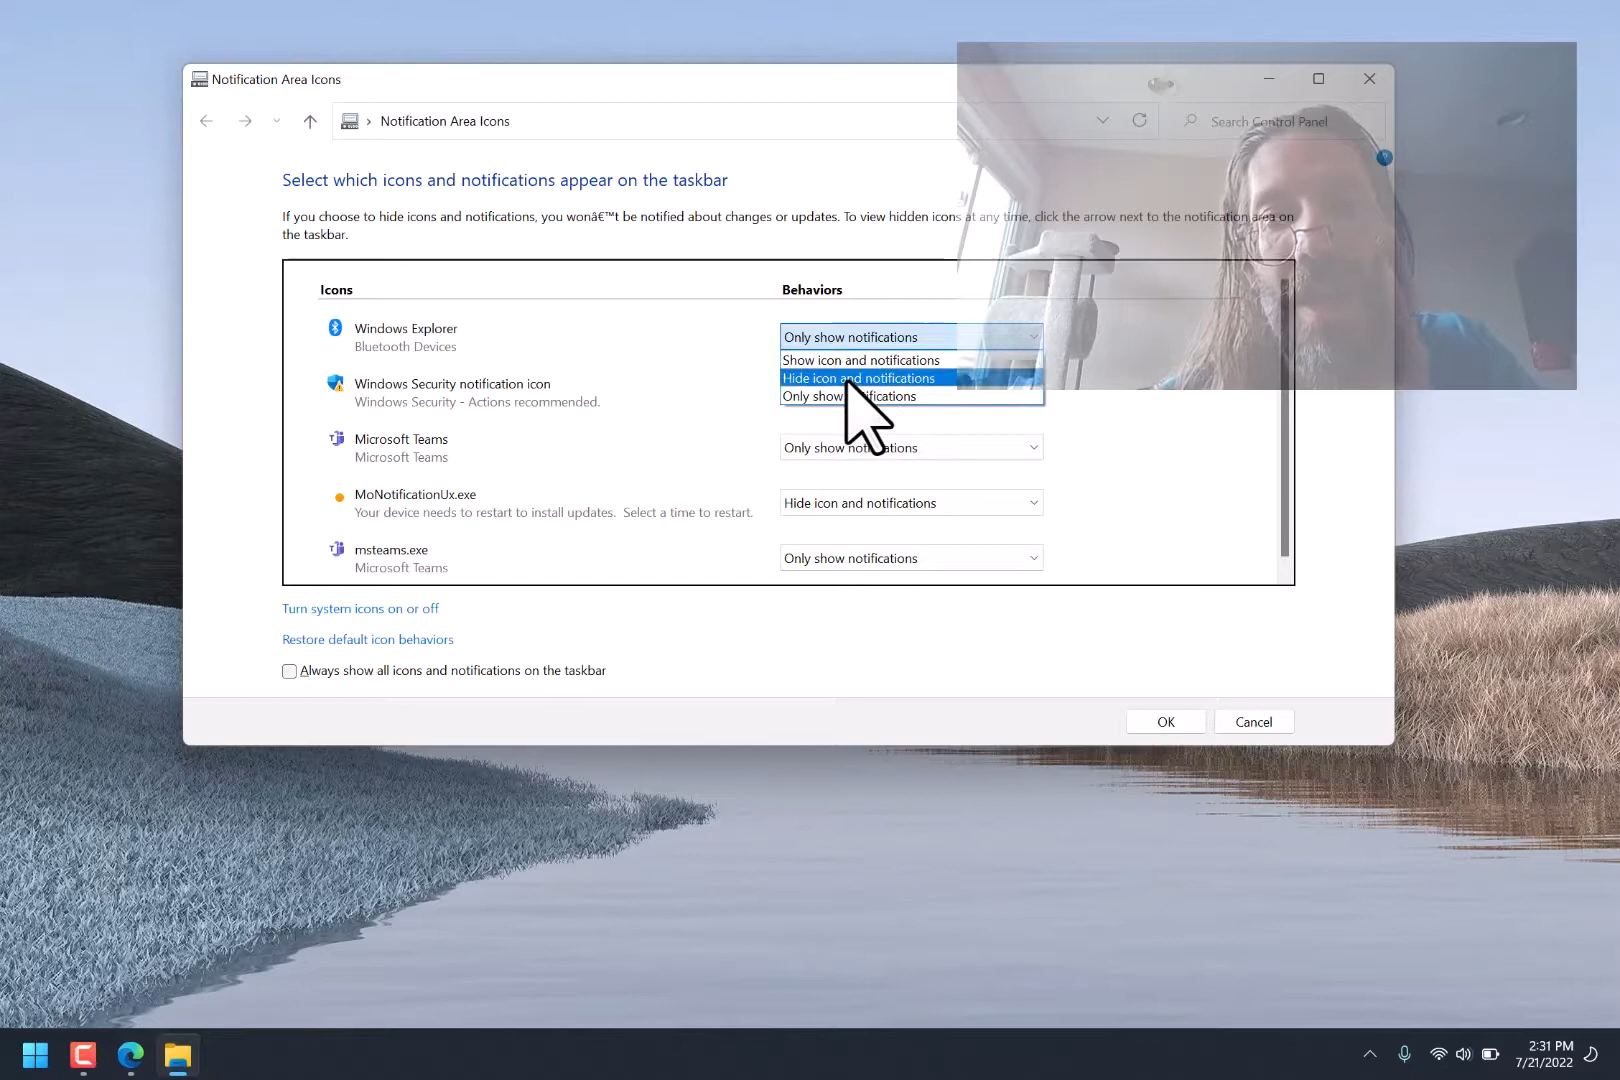 Notification Area Icons
Notification Area Icons
Search Control Panel
Select which icons and notifications appear on the taskbar
If you choose to hide icons and notifications, you wonâ€™t be notified about changes or updates. To view hidden icons at any time, click the arrow next to the notification area on
the taskbar.
Icons
Behaviors
Windows Explorer
Bluetooth Devices
Only show notifications
Show icon and notifications
Hide icon and notifications
Only show notifications
Windows Security notification icon
Windows Security - Actions recommended.
Microsoft Teams
Microsoft Teams
Only show notifications
MoNotificationUx.exe
Your device needs to restart to install updates. Select a time to restart.
Hide icon and notifications
msteams.exe
Microsoft Teams
Only show notifications
Turn system icons on or off
Restore default icon behaviors
Always show all icons and notifications on the taskbar
OK
Cancel
2:31 PM
7/21/2022